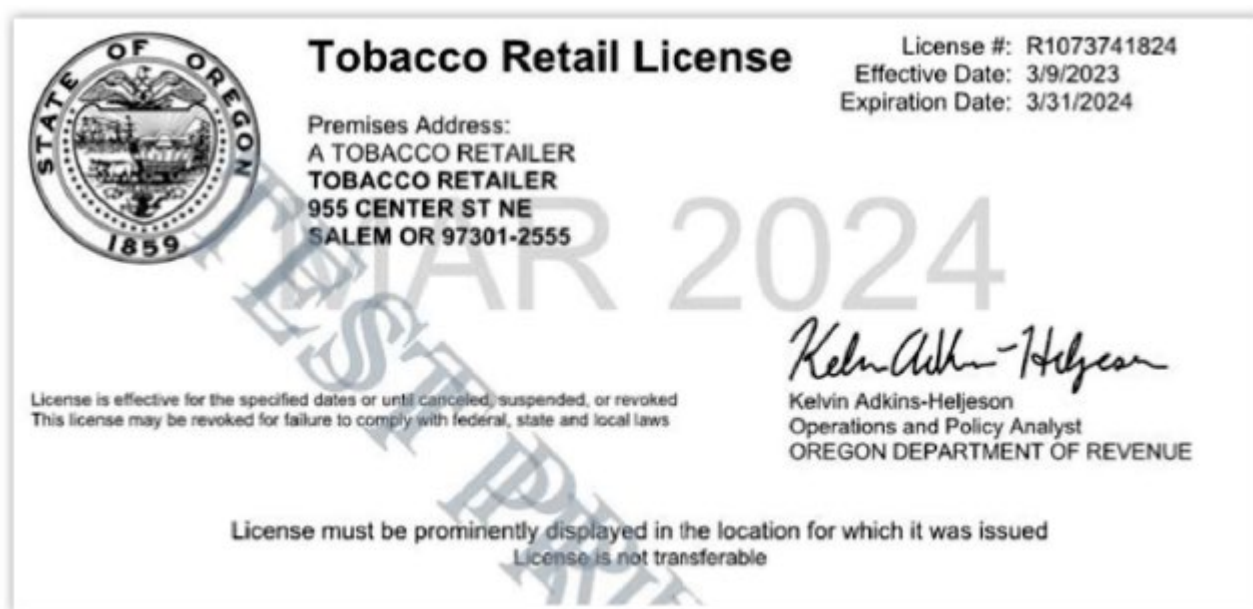 STATE OF OREGON
1859
Tobacco Retail License
License #: R1073741824
Effective Date: 3/9/2023
Expiration Date: 3/31/2024
Premises Address:
A TOBACCO RETAILER
TOBACCO RETAILER
955 CENTER ST NE
SALEM OR 97301-2555
MAR 2024
TEST
Kelvin Adkins-Heljeson
Operations and Policy Analyst
OREGON DEPARTMENT OF REVENUE
License is effective for the specified dates or until canceled, suspended, or revoked
This license may be revoked for failure to comply with federal, state and local laws
License must be prominently displayed in the location for which it was issued
License is not transferable